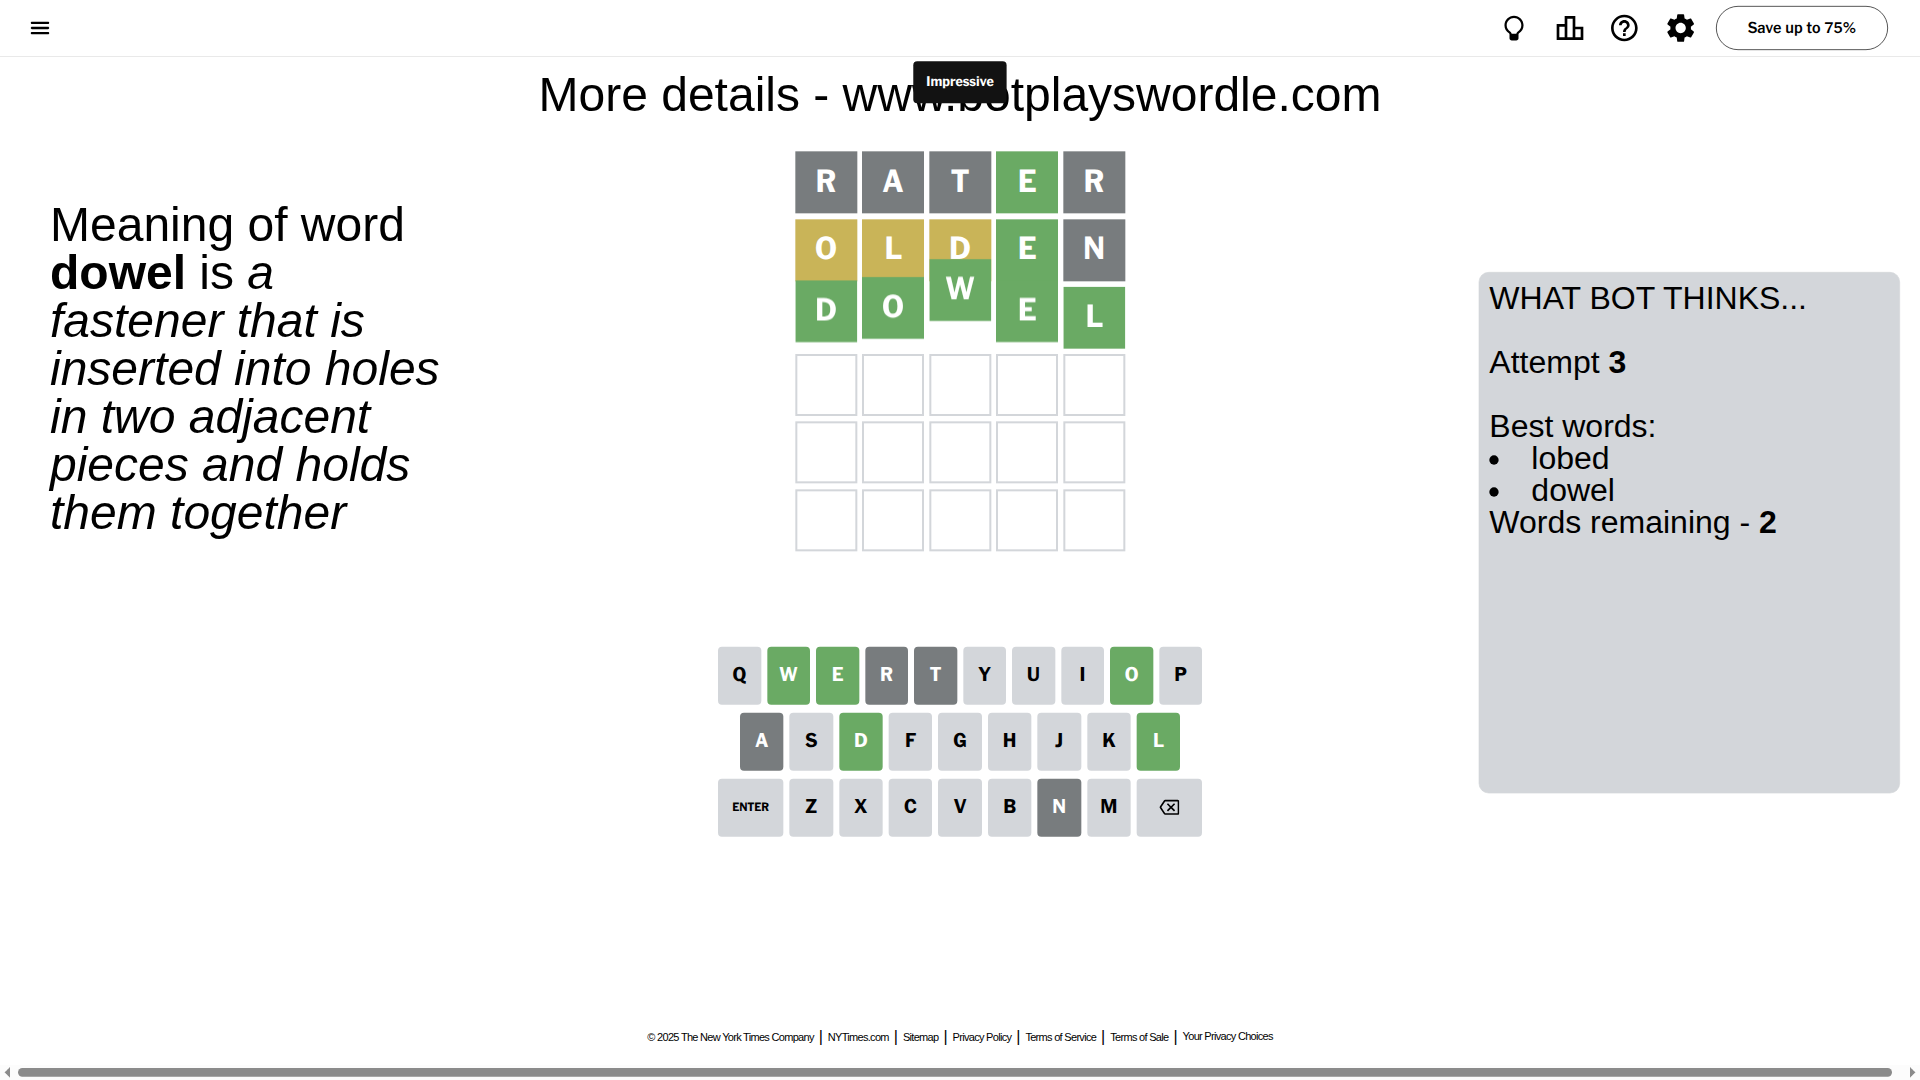 Save up to 75%
Impressive
More details - www.botplayswordle.com
Meaning of word
dowel is a
fastener that is
inserted into holes
in two adjacent
pieces and holds
them together
R A T E R
O L D E N
D O W E L
WHAT BOT THINKS...
Attempt 3
Best words:
• lobed
• dowel
Words remaining - 2
Q W E R T Y U I O P
A S D F G H J K L
ENTER Z X C V B N M
© 2025 The New York Times Company | NYTimes.com | Sitemap | Privacy Policy | Terms of Service | Terms of Sale | Your Privacy Choices